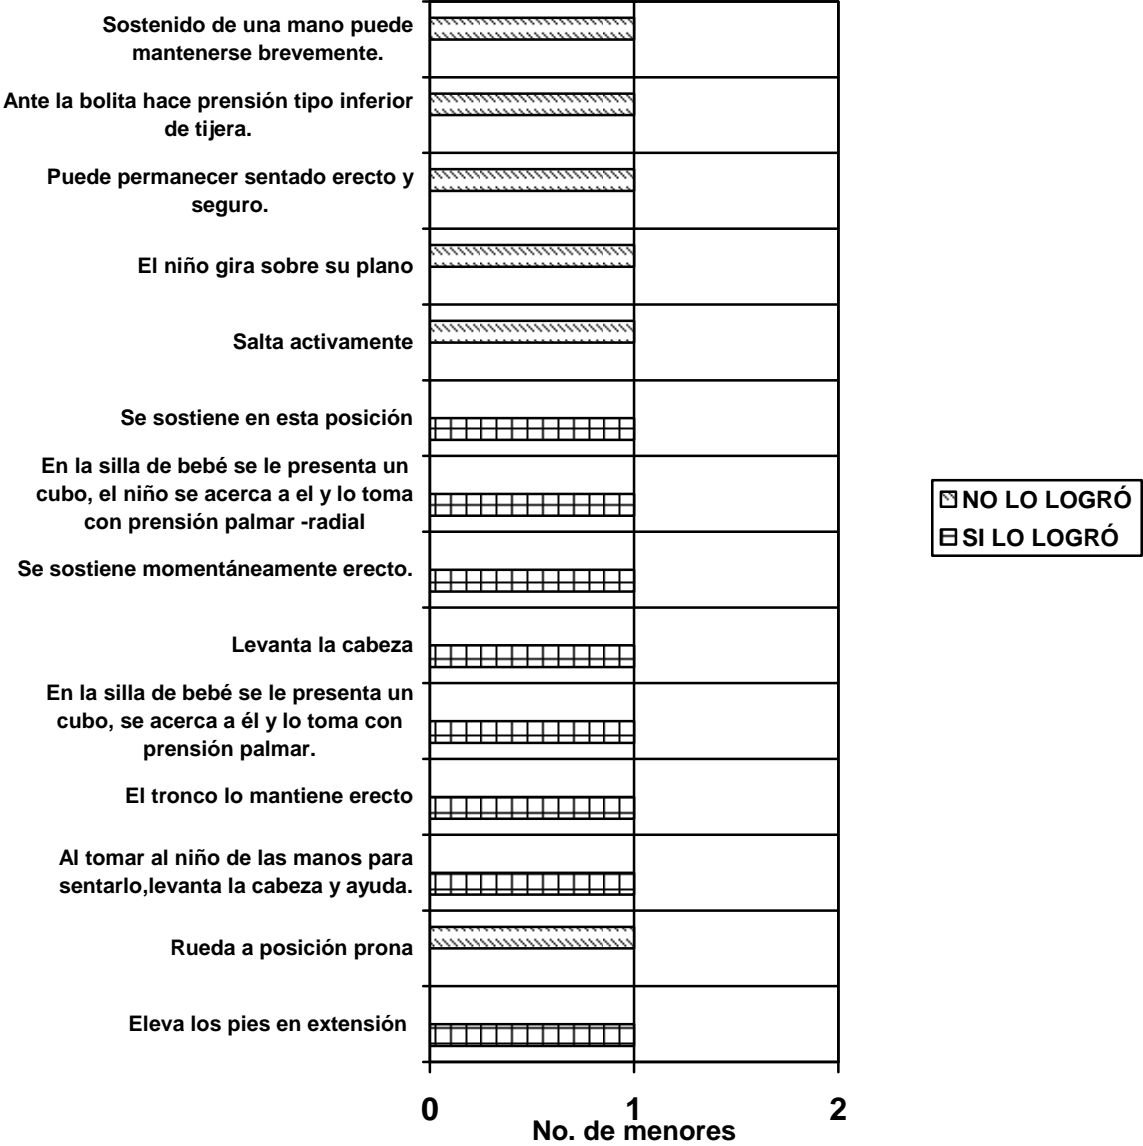 Sostenido de una mano puede
mantenerse brevemente.
Ante la bolita hace prensión tipo inferior
de tijera.
Puede permanecer sentado erecto y
seguro.
El niño gira sobre su plano
Salta activamente
Se sostiene en esta posición
En la silla de bebé se le presenta un
cubo, el niño se acerca a el y lo toma
con prensión palmar -radial
Se sostiene momentáneamente erecto.
Levanta la cabeza
En la silla de bebé se le presenta un
cubo, se acerca a él y lo toma con
prensión palmar.
El tronco lo mantiene erecto
Al tomar al niño de las manos para
sentarlo,levanta la cabeza y ayuda.
Rueda a posición prona
Eleva los pies en extensión
0 1 2
No. de menores
NO LO LOGRÓ
SI LO LOGRÓ